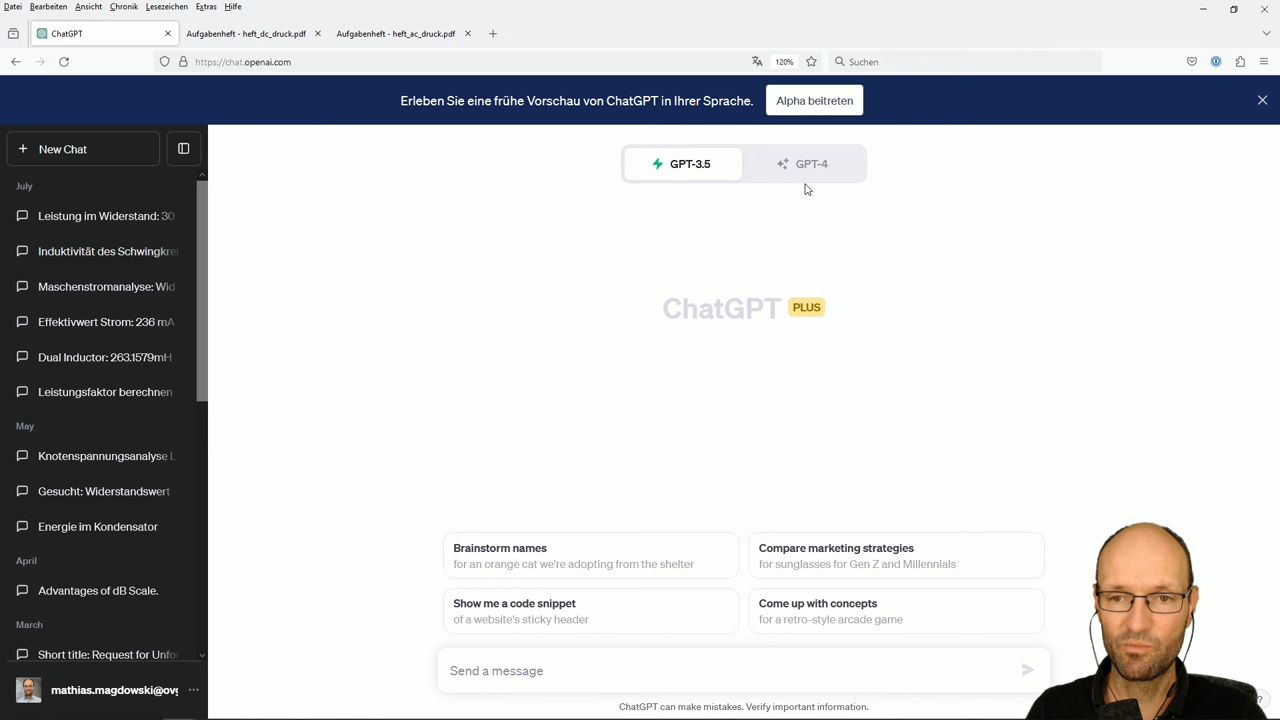 Datei Bearbeiten Ansicht Chronik Lesezeichen Extras Hilfe
ChatGPT
Aufgabenheft - heft_dc_druck.pdf
Aufgabenheft - heft_ac_druck.pdf
https://chat.openai.com
120%
Suchen
Erleben Sie eine frühe Vorschau von ChatGPT in Ihrer Sprache.
Alpha beitreten
New Chat
GPT-3.5
GPT-4
July
Leistung im Widerstand: 30
Induktivität des Schwingkrei
Maschenstromanalyse: Wid
Effektivwert Strom: 236 mA
Dual Inductor: 263.1579mH
Leistungsfaktor berechnen
May
Knotenspannungsanalyse L
Gesucht: Widerstandswert
Energie im Kondensator
April
Advantages of dB Scale.
March
Short title: Request for Unfo
mathias.magdowski@ovg
ChatGPT PLUS
Brainstorm names
for an orange cat we're adopting from the shelter
Compare marketing strategies
for sunglasses for Gen Z and Millennials
Show me a code snippet
of a website's sticky header
Come up with concepts
for a retro-style arcade game
Send a message
ChatGPT can make mistakes. Verify important information.
?